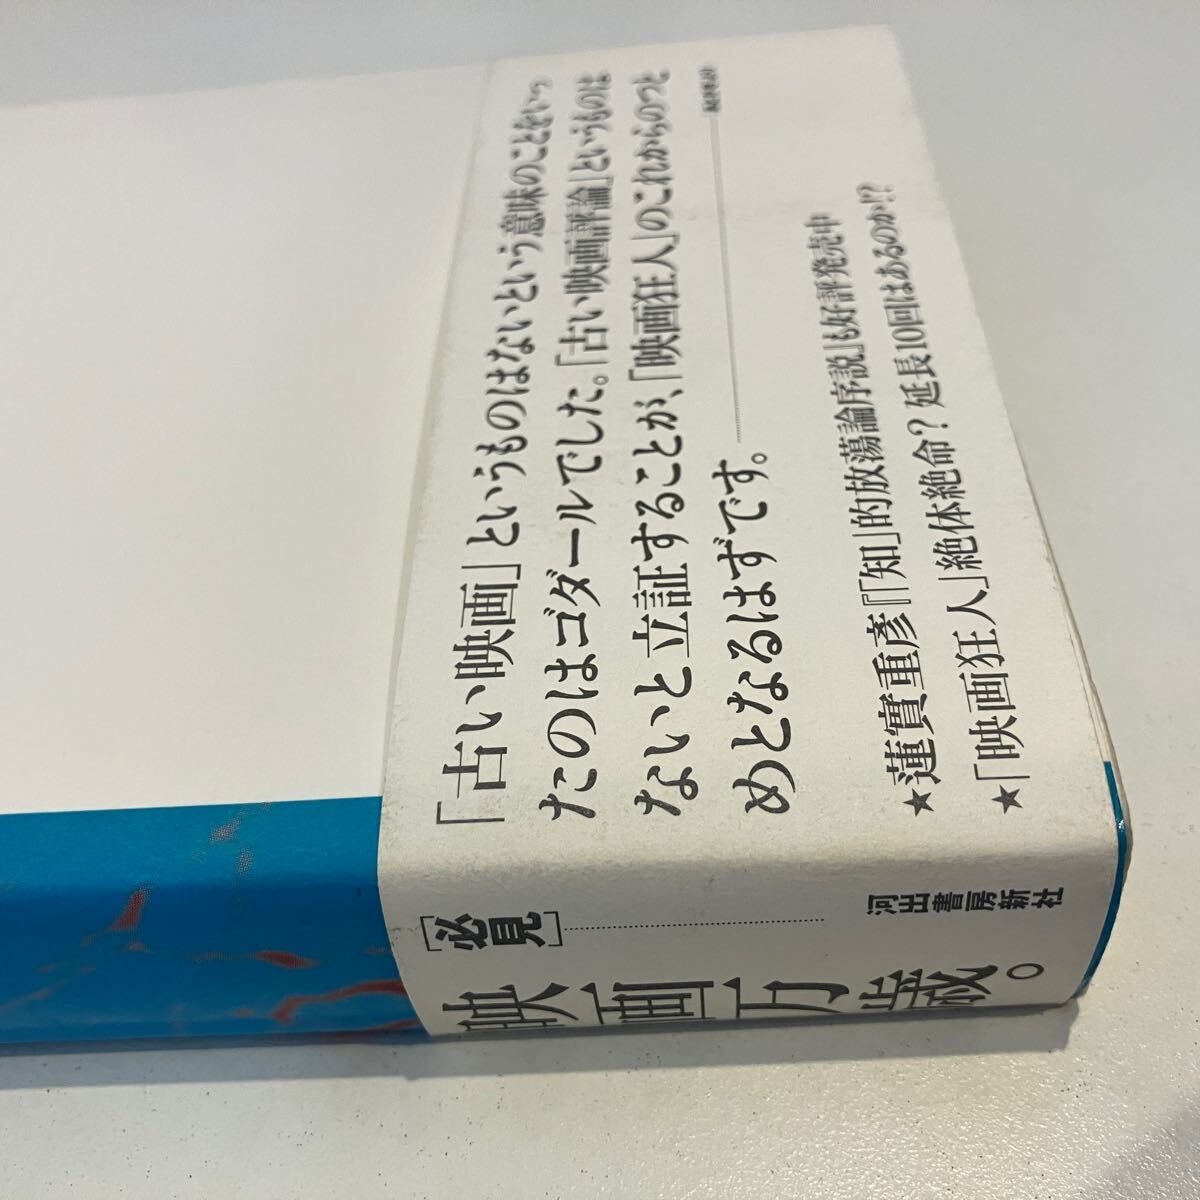 「古い映画」というものはないという意味のことをいっ
たのはゴダールでした。「古い映画評論」というものは
ないと立証することが、「映画狂人」のこれからのつと
めとなるはずです。
★蓮實重彥『「知」的放蕩論序説』も好評発売中
★「映画狂人」絶体絶命？延長10回はあるのか!?
[必見]
映画万歳。
河出書房新社